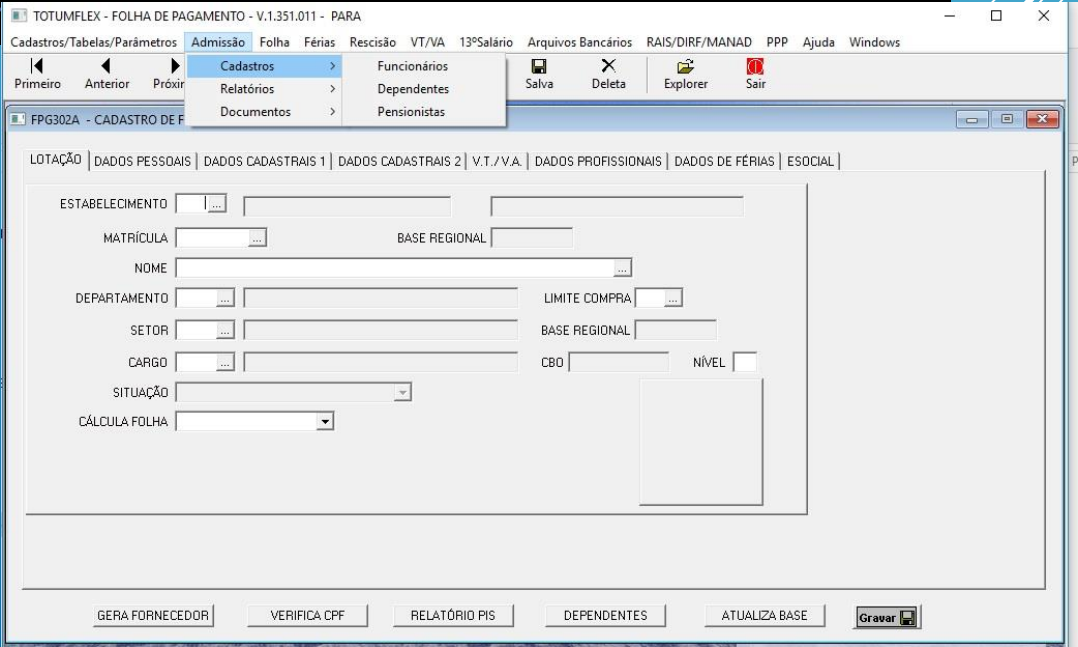 TOTUMFLEX - FOLHA DE PAGAMENTO - V.1.351.011 - PARA
Cadastros/Tabelas/Parâmetros Admissão Folha Férias Rescisão VT/VA 13ºSalário Arquivos Bancários RAIS/DIRF/MANAD PPP Ajuda Windows
Primeiro Anterior Próxir Salva Deleta Explorer Sair
Cadastros Funcionários
Relatórios Dependentes
Documentos Pensionistas
FPG302A - CADASTRO DE F
LOTAÇÃO DADOS PESSOAIS DADOS CADASTRAIS 1 DADOS CADASTRAIS 2 V.T./V.A. DADOS PROFISSIONAIS DADOS DE FÉRIAS ESOCIAL
ESTABELECIMENTO ...
MATRÍCULA ... BASE REGIONAL
NOME ...
DEPARTAMENTO ... LIMITE COMPRA ...
SETOR ... BASE REGIONAL
CARGO ... CBO NÍVEL
SITUAÇÃO
CÁLCULA FOLHA
GERA FORNECEDOR VERIFICA CPF RELATÓRIO PIS DEPENDENTES ATUALIZA BASE Gravar